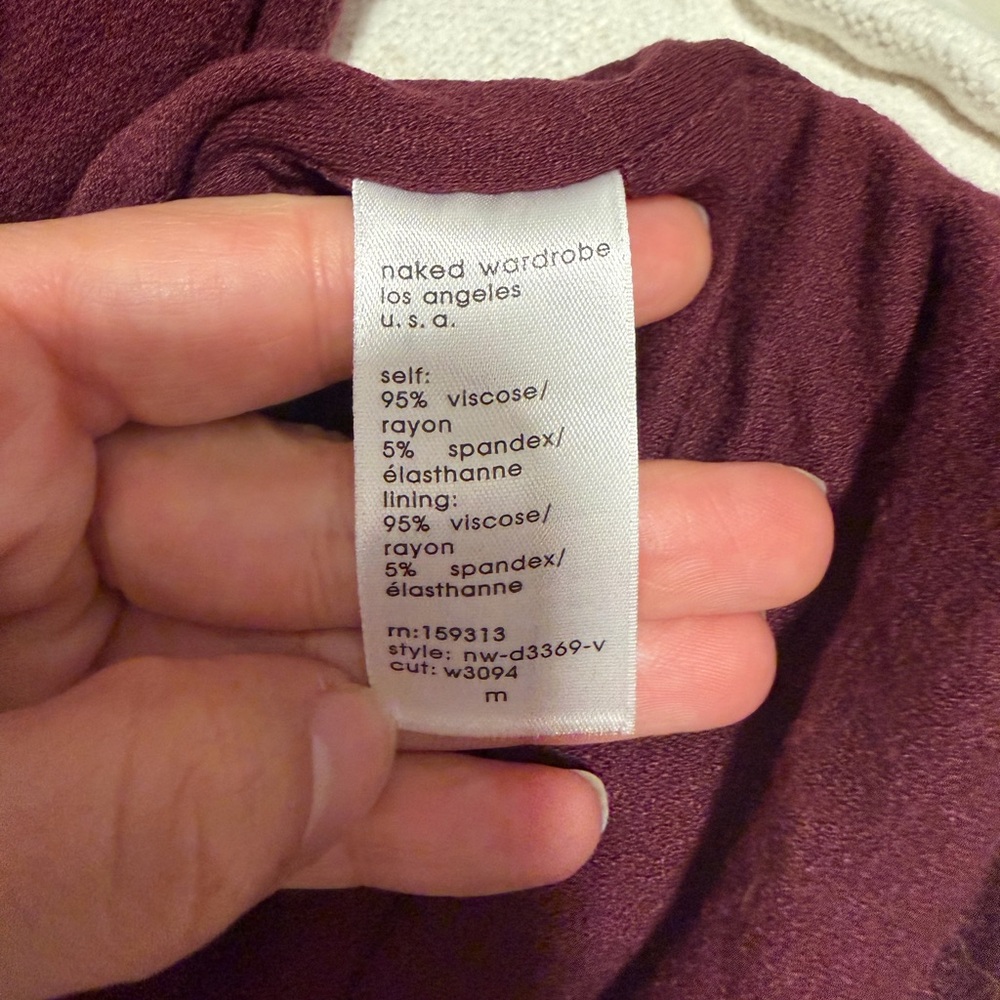 naked wardrobe
los angeles
u.s.a.
self:
95% viscose/
rayon
5% spandex/
élasthanne
lining:
95% viscose/
rayon
5% spandex/
élasthanne
rn:159313
style: nw-d3369-v
cut: w3094
m